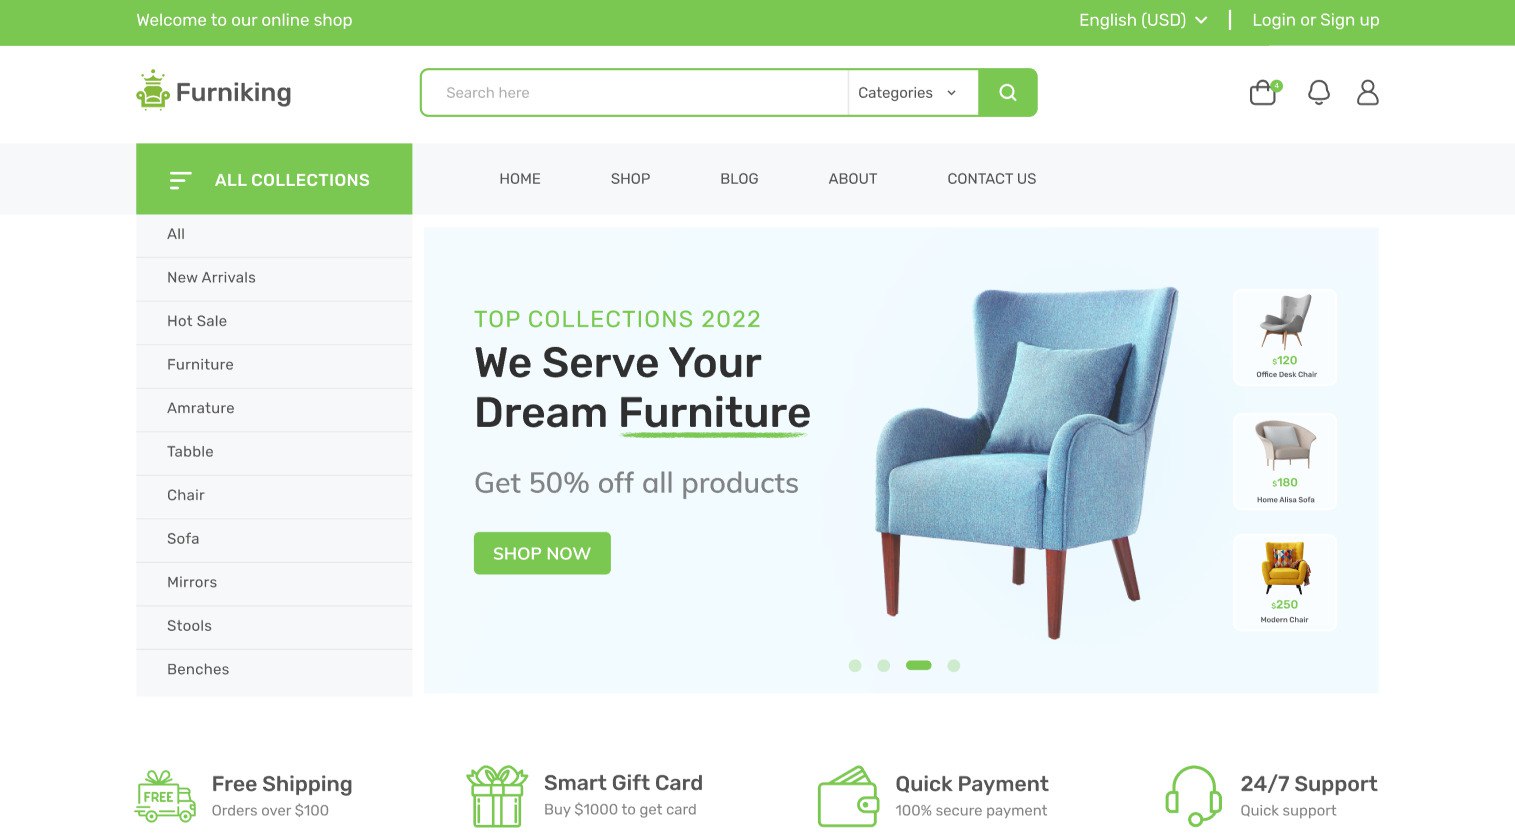 Welcome to our online shop
English (USD)
Login or Sign up
Furniking
Search here
Categories
4
ALL COLLECTIONS
HOME
SHOP
BLOG
ABOUT
CONTACT US
All
New Arrivals
Hot Sale
Furniture
Amrature
Tabble
Chair
Sofa
Mirrors
Stools
Benches
TOP COLLECTIONS 2022
We Serve Your
Dream Furniture
Get 50% off all products
SHOP NOW
$120
Office Desk Chair
$180
Home Alisa Sofa
$250
Modern Chair
FREE
Free Shipping
Orders over $100
Smart Gift Card
Buy $1000 to get card
Quick Payment
100% secure payment
24/7 Support
Quick support